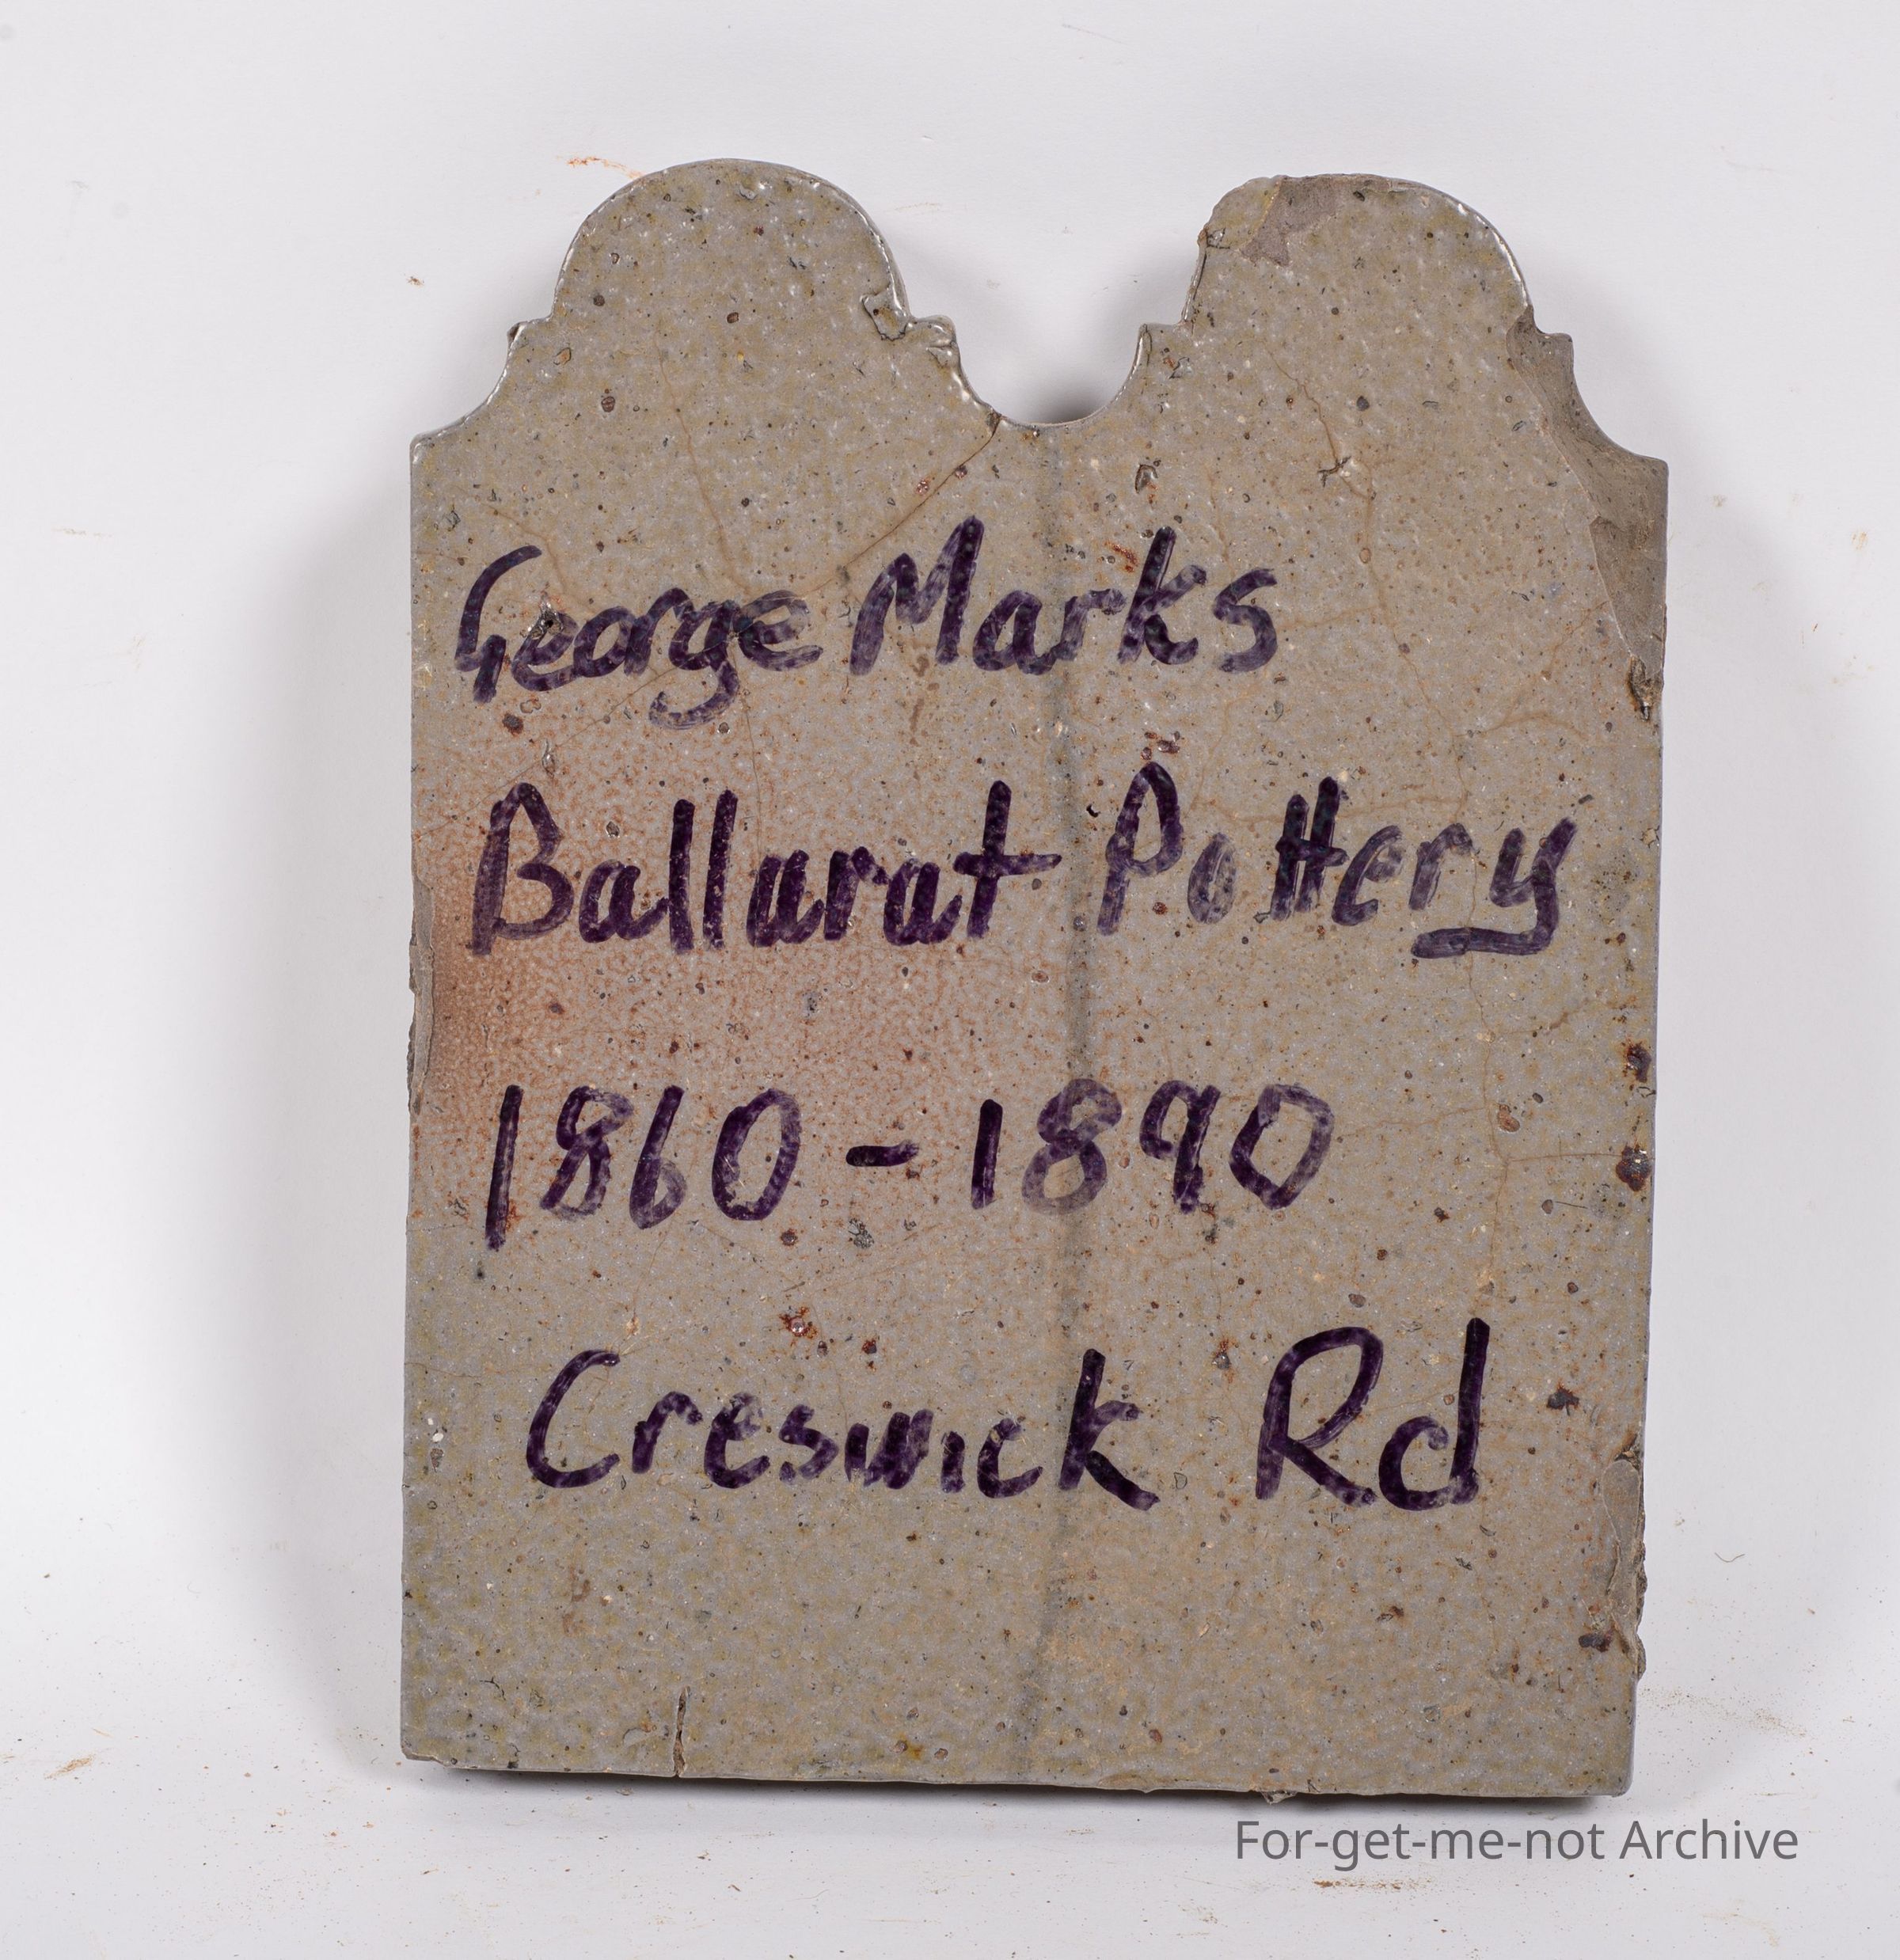 George Marks
Ballarat Pottery
1860 - 1890
Creswick Rd
For-get-me-not Archive